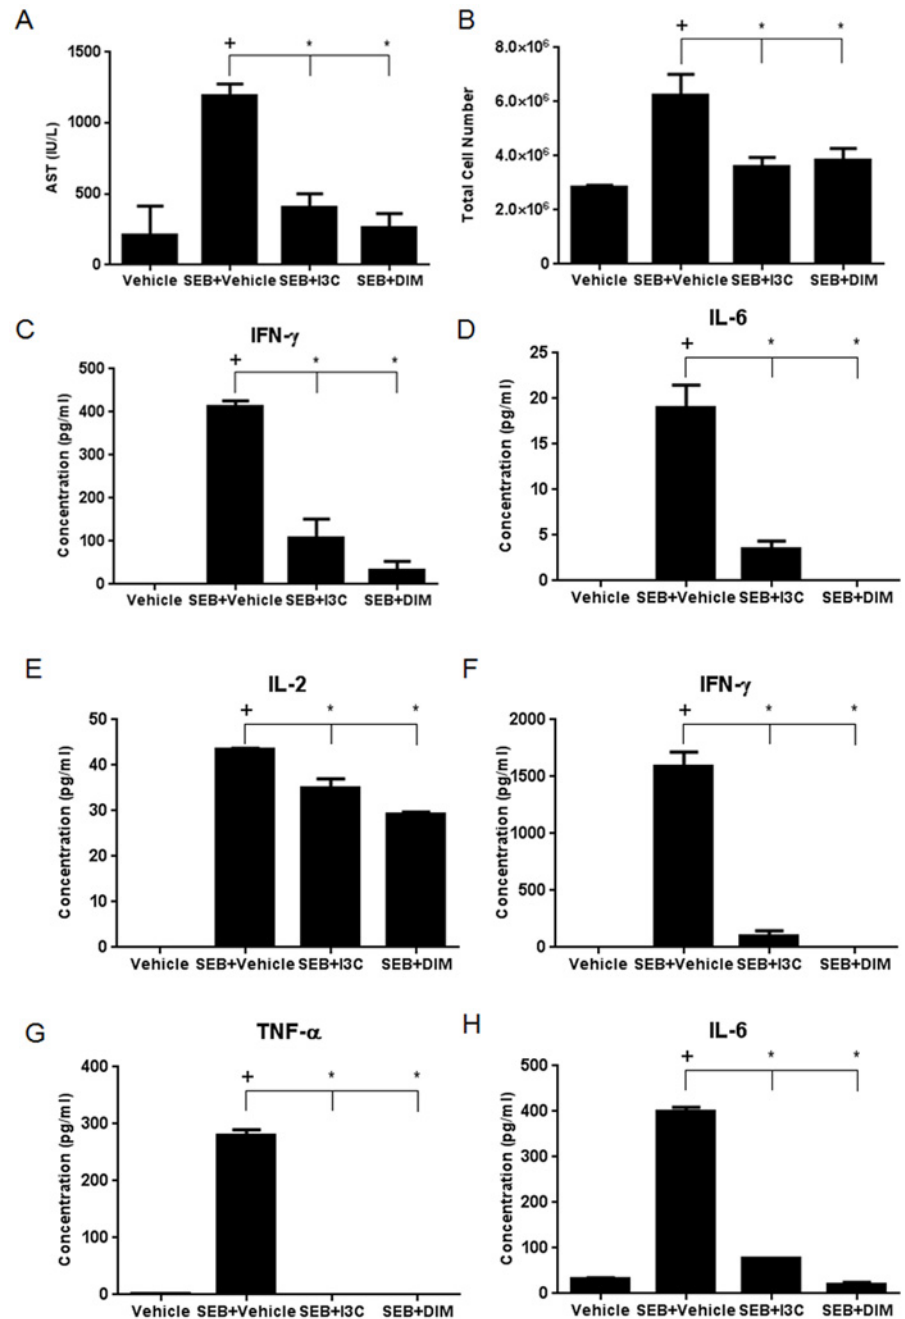 A
+ * *
1500
1000
500
0
AST (IU/L)
Vehicle SEB+Vehicle SEB+I3C SEB+DIM
B
+ * *
8.0×10⁶
6.0×10⁶
4.0×10⁶
2.0×10⁶
0
Total Cell Number
Vehicle SEB+Vehicle SEB+I3C SEB+DIM
C
IFN-γ
+ * *
500
400
300
200
100
0
Concentration (pg/ml)
Vehicle SEB+Vehicle SEB+I3C SEB+DIM
D
IL-6
+ * *
25
20
15
10
5
0
Concentration (pg/ml)
Vehicle SEB+Vehicle SEB+I3C SEB+DIM
E
IL-2
+ * *
50
40
30
20
10
0
Concentration (pg/ml)
Vehicle SEB+Vehicle SEB+I3C SEB+DIM
F
IFN-γ
+ * *
2000
1500
1000
500
0
Concentration (pg/ml)
Vehicle SEB+Vehicle SEB+I3C SEB+DIM
G
TNF-α
+ * *
400
300
200
100
0
Concentration (pg/ml)
Vehicle SEB+Vehicle SEB+I3C SEB+DIM
H
IL-6
+ * *
500
400
300
200
100
0
Concentration (pg/ml)
Vehicle SEB+Vehicle SEB+I3C SEB+DIM